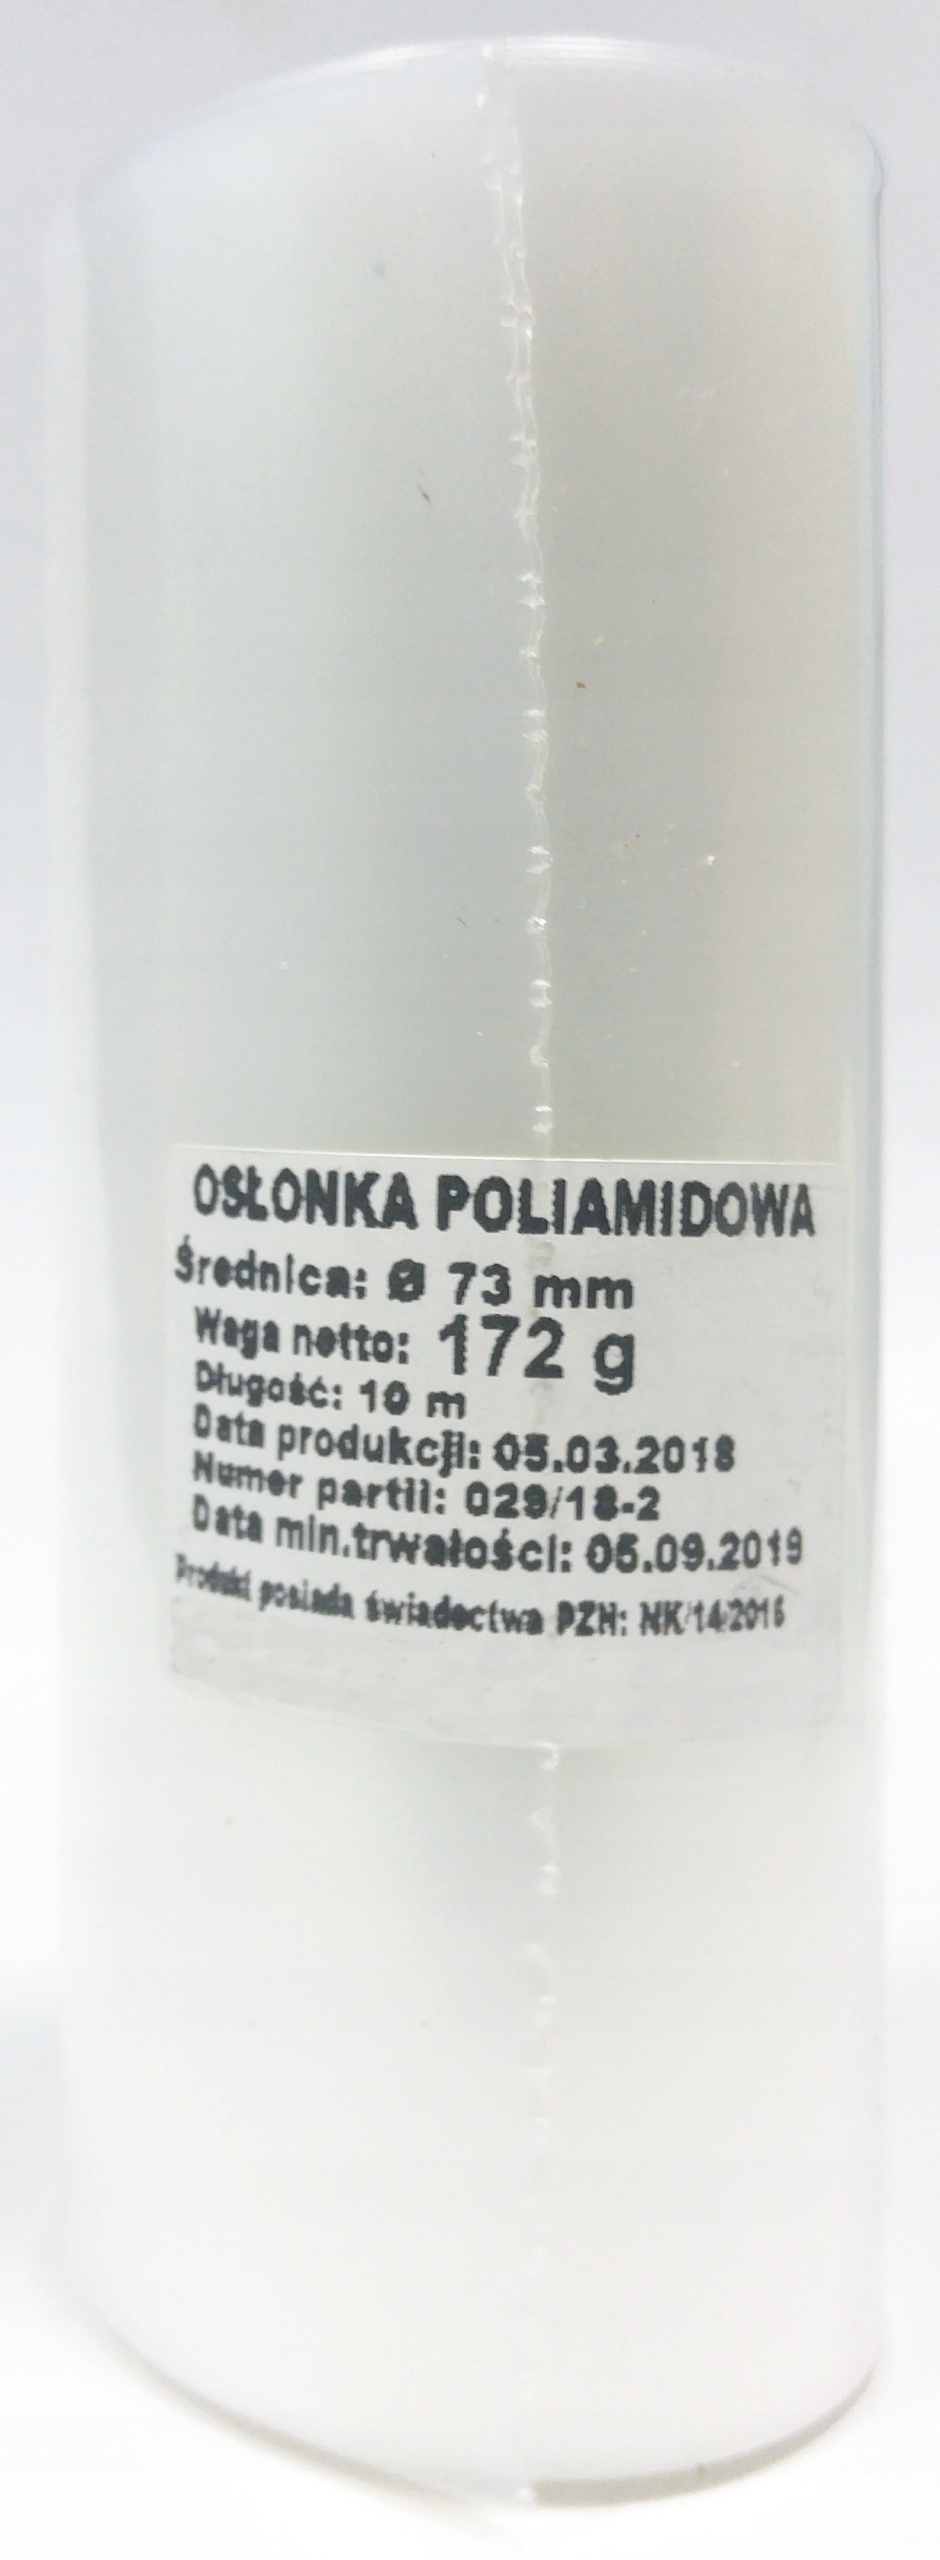 OSŁONKA POLIAMIDOWA
Średnica: Ø 73 mm
Waga netto: 172 g
Długość: 10 m
Data produkcji: 05.03.2018
Numer partii: 029/18-2
Data min.trwałości: 05.09.2019
Produkt posiada świadectwa PZH: NK/14/2016